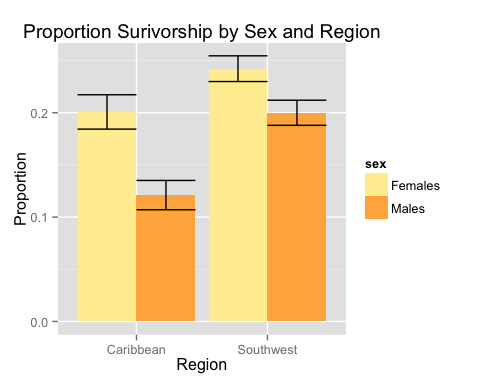 Proportion Surivorship by Sex and Region
Proportion
0.2
0.1
0.0
Caribbean
Southwest
Region
sex
Females
Males